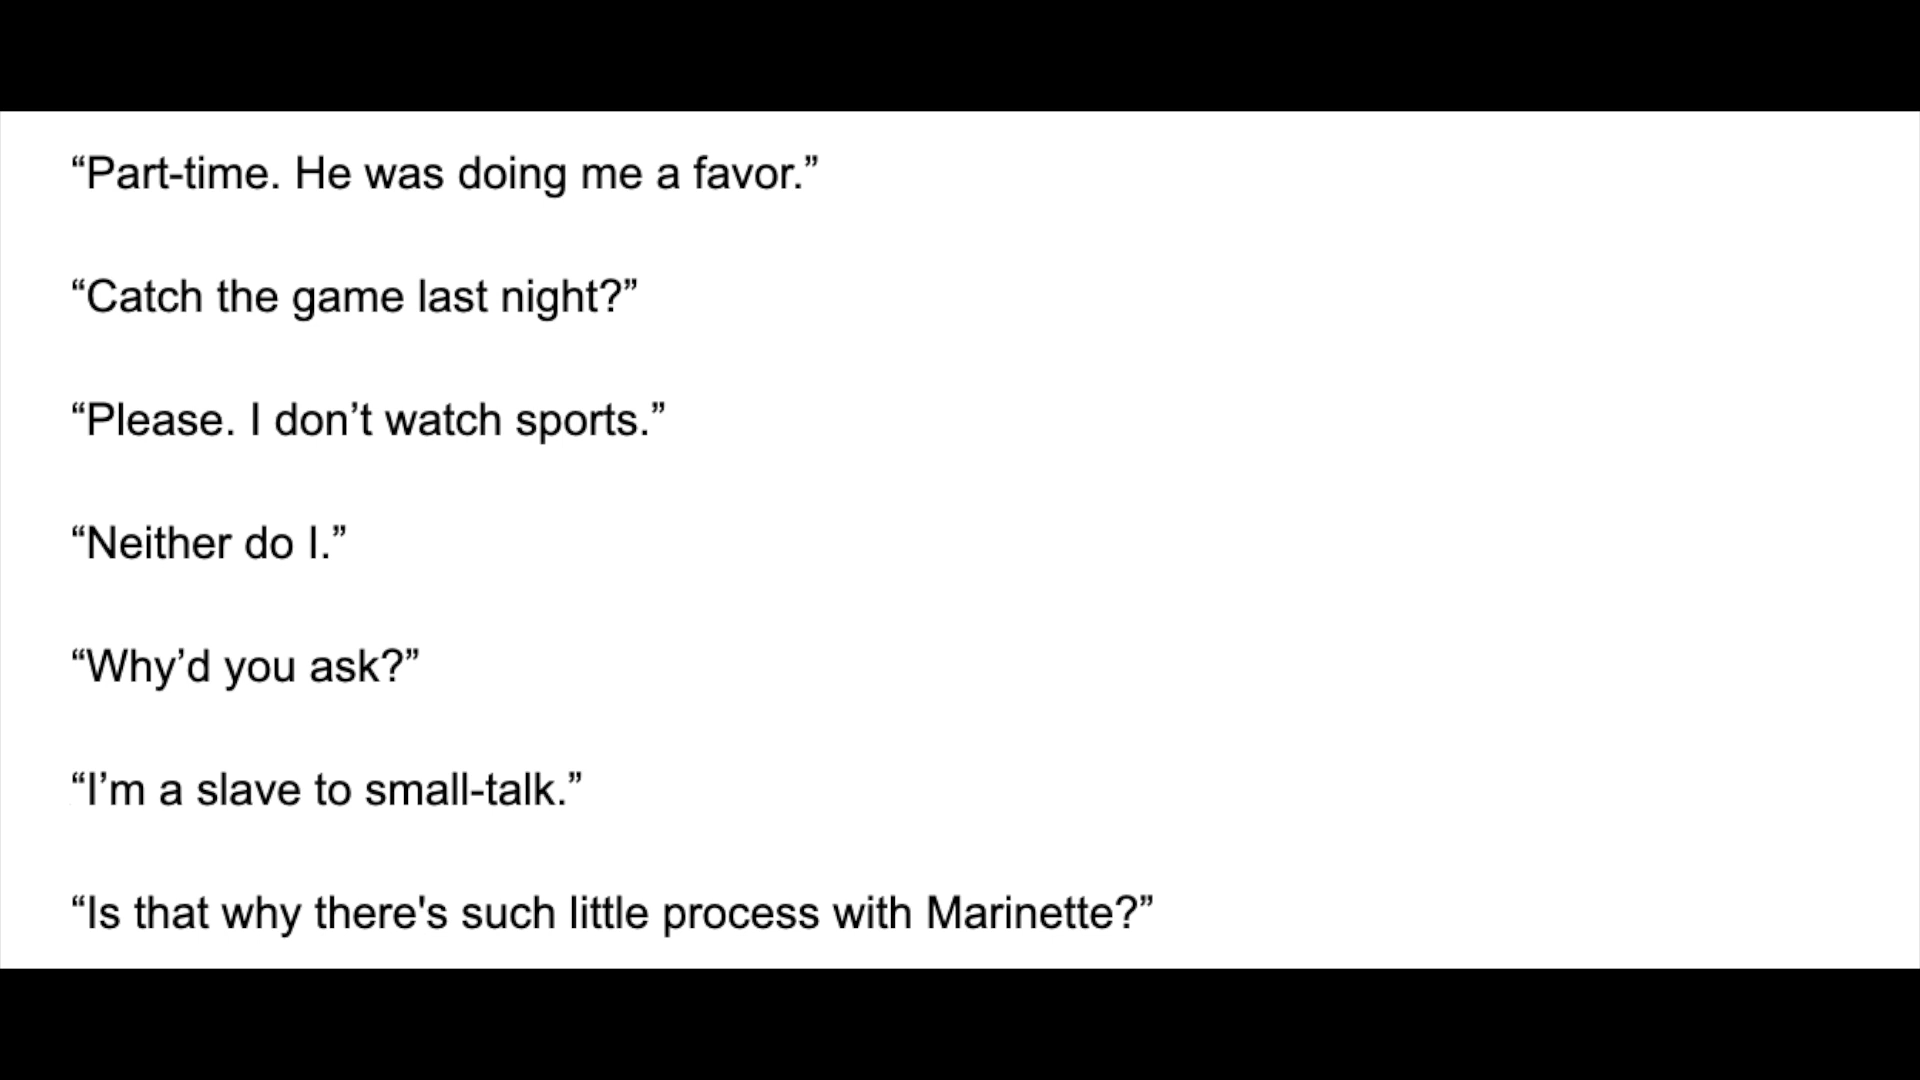 “Part-time. He was doing me a favor.”
“Catch the game last night?”
“Please. I don’t watch sports.”
“Neither do I.”
“Why’d you ask?”
“I’m a slave to small-talk.”
“Is that why there's such little process with Marinette?”